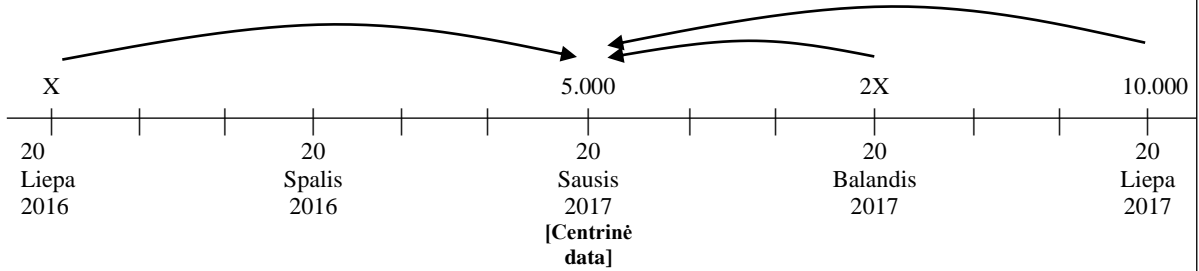 X 5.000 2X 10.000
20 20 20 20 20
Liepa Spalis Sausis Balandis Liepa
2016 2016 2017 2017 2017
[Centrinė
data]